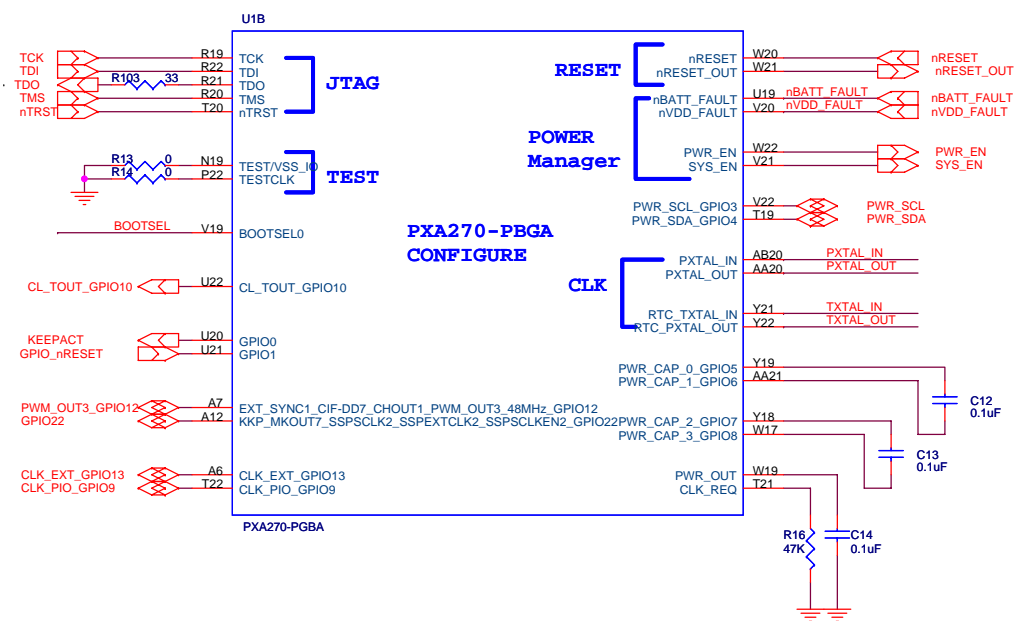 U1B
TCK R19 TCK
TDI R22 TDI
TDO R103 33 R21 TDO
TMS R20 TMS
nTRST T20 nTRST
JTAG
R13 0 N19 TEST/VSS_IO
R14 0 P22 TESTCLK
TEST
BOOTSEL V19 BOOTSEL0
CL_TOUT_GPIO10 U22 CL_TOUT_GPIO10
KEEPACT U20 GPIO0
GPIO_nRESET U21 GPIO1
PWM_OUT3_GPIO12 A7 EXT_SYNC1_CIF-DD7_CHOUT1_PWM_OUT3_48MHz_GPIO12
GPIO22 A12 KKP_MKOUT7_SSPSCLK2_SSPEXTCLK2_SSPSCLKEN2_GPIO22
CLK_EXT_GPIO13 A6 CLK_EXT_GPIO13
CLK_PIO_GPIO9 T22 CLK_PIO_GPIO9
PXA270-PGBA
PXA270-PBGA
CONFIGURE
RESET
nRESET W20 nRESET
nRESET_OUT W21 nRESET_OUT
POWER
Manager
nBATT_FAULT U19 nBATT_FAULT nBATT_FAULT
nVDD_FAULT V20 nVDD_FAULT nVDD_FAULT
PWR_EN W22 PWR_EN
SYS_EN V21 SYS_EN
PWR_SCL_GPIO3 V22 PWR_SCL
PWR_SDA_GPIO4 T19 PWR_SDA
CLK
PXTAL_IN AB20 PXTAL_IN
PXTAL_OUT AA20 PXTAL_OUT
RTC_TXTAL_IN Y21 TXTAL_IN
RTC_PXTAL_OUT Y22 TXTAL_OUT
PWR_CAP_0_GPIO5 Y19
PWR_CAP_1_GPIO6 AA21
C12
0.1uF
PWR_CAP_2_GPIO7 Y18
PWR_CAP_3_GPIO8 W17
C13
0.1uF
PWR_OUT W19
CLK_REQ T21
R16
47K
C14
0.1uF